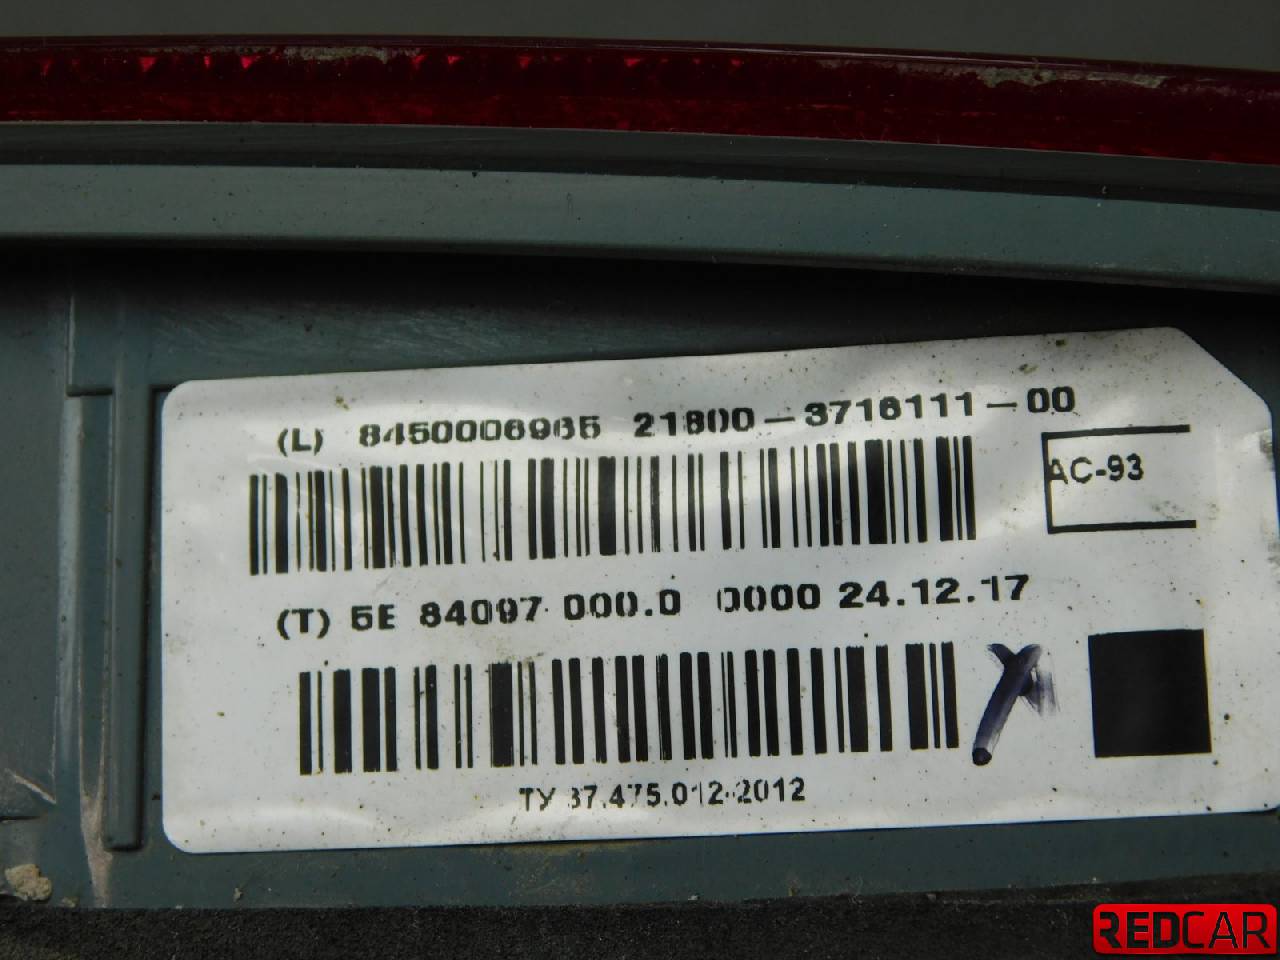 (L) 8450006965 21800-3716111-00
AC-93
(T) 5E 84097 000.0 0000 24.12.17
ТУ 37.475.012-2012
REDCAR